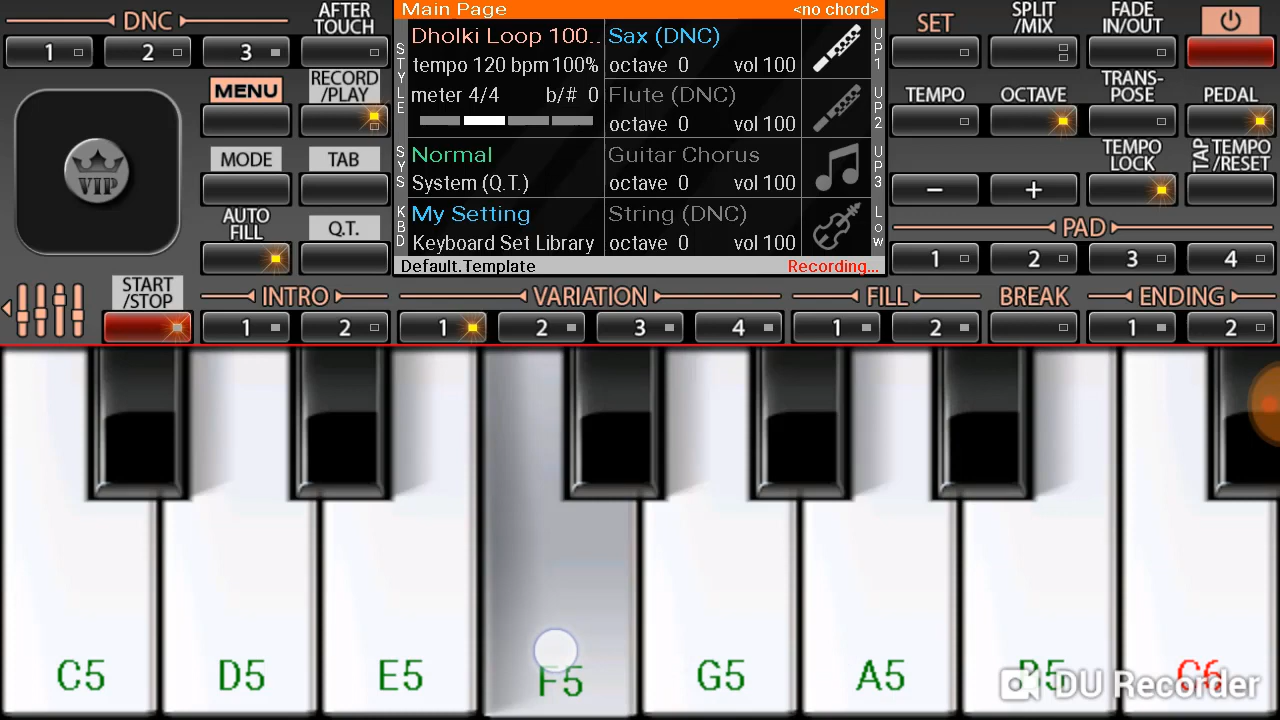 DNC
1 2 3
AFTER
TOUCH
MENU
RECORD
/PLAY
MODE
TAB
AUTO
FILL
Q.T.
VIP
START
/STOP
Main Page <no chord>
STYLE
Dholki Loop 100..
tempo 120 bpm 100%
meter 4/4 b/# 0
SYS
Normal
System (Q.T.)
KBD
My Setting
Keyboard Set Library
Sax (DNC)
octave 0 vol 100
UP1
Flute (DNC)
octave 0 vol 100
UP2
Guitar Chorus
octave 0 vol 100
UP3
String (DNC)
octave 0 vol 100
Low
Default.Template Recording...
SET
SPLIT
/MIX
FADE
IN/OUT
TEMPO
OCTAVE
TRANS-
POSE
PEDAL
− +
TEMPO
LOCK
TAP TEMPO
/RESET
PAD
1 2 3 4
INTRO
1 2
VARIATION
1 2 3 4
FILL
1 2
BREAK
ENDING
1 2
C5 D5 E5 F5 G5 A5 B5 C6
DU Recorder